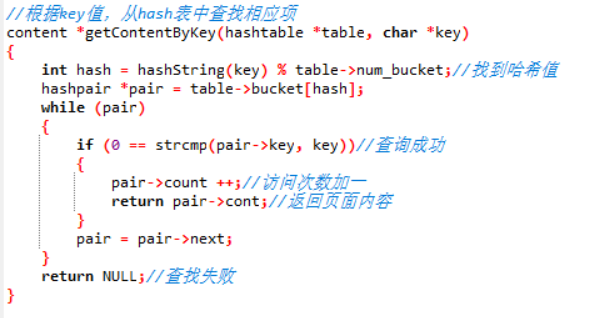 //根据key值，从hash表中查找相应项
content *getContentByKey(hashtable *table, char *key)
{
    int hash = hashString(key) % table->num_bucket;//找到哈希值
    hashpair *pair = table->bucket[hash];
    while (pair)
    {
        if (0 == strcmp(pair->key, key))//查询成功
        {
            pair->count ++;//访问次数加一
            return pair->cont;//返回页面内容
        }
        pair = pair->next;
    }
    return NULL;//查找失败
}